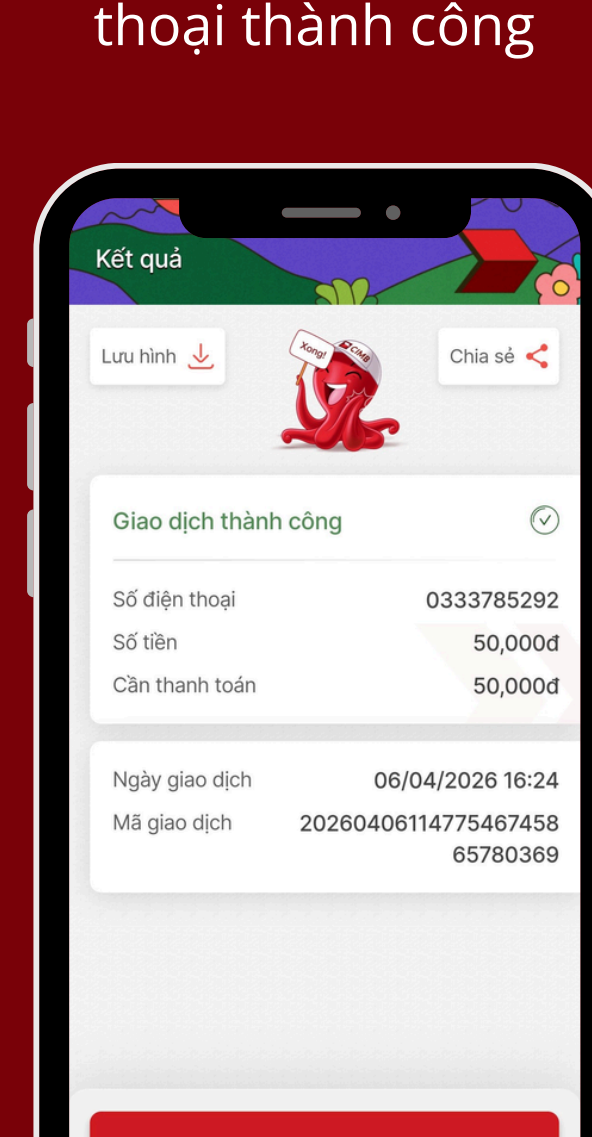 thoại thành công
Kết quả
Lưu hình
Xong!
CIMB
Chia sẻ
Giao dịch thành công
Số điện thoại 0333785292
Số tiền 50,000đ
Cần thanh toán 50,000đ
Ngày giao dịch 06/04/2026 16:24
Mã giao dịch 20260406114775467458
65780369